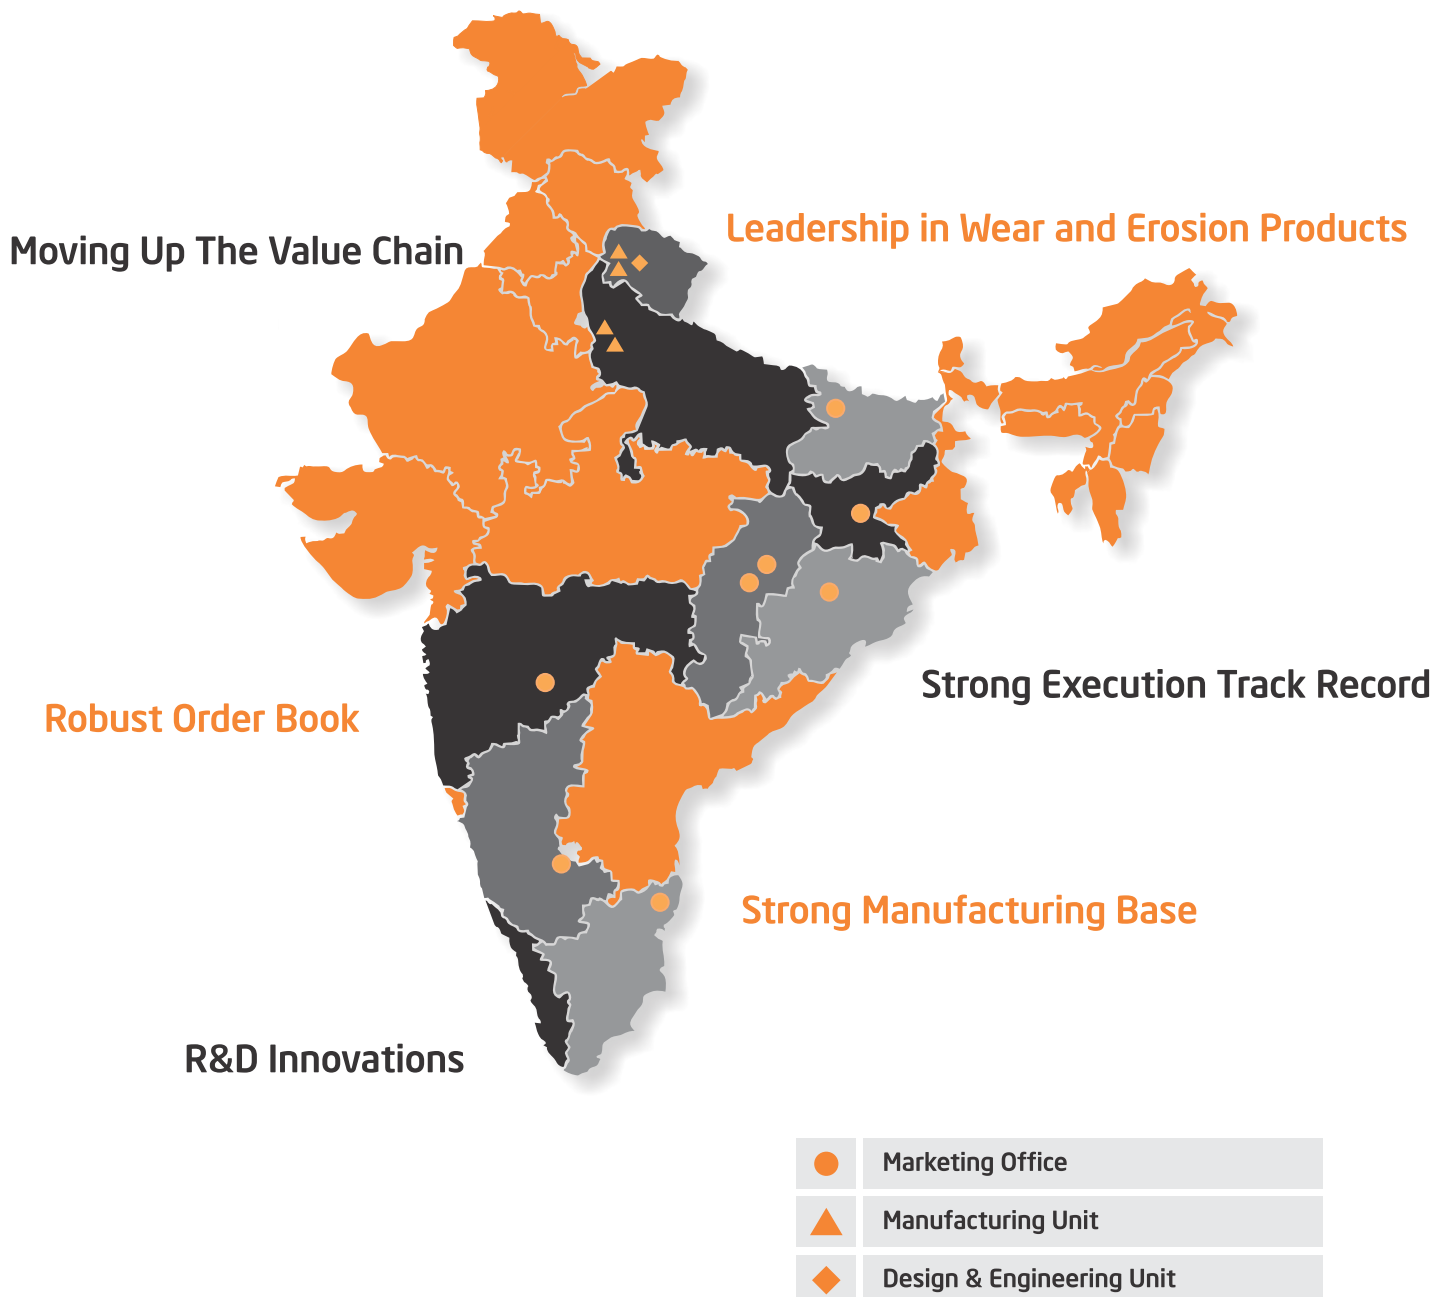 Leadership in Wear and Erosion Products
Moving Up The Value Chain
Strong Execution Track Record
Robust Order Book
Strong Manufacturing Base
R&D Innovations
Marketing Office
Manufacturing Unit
Design & Engineering Unit